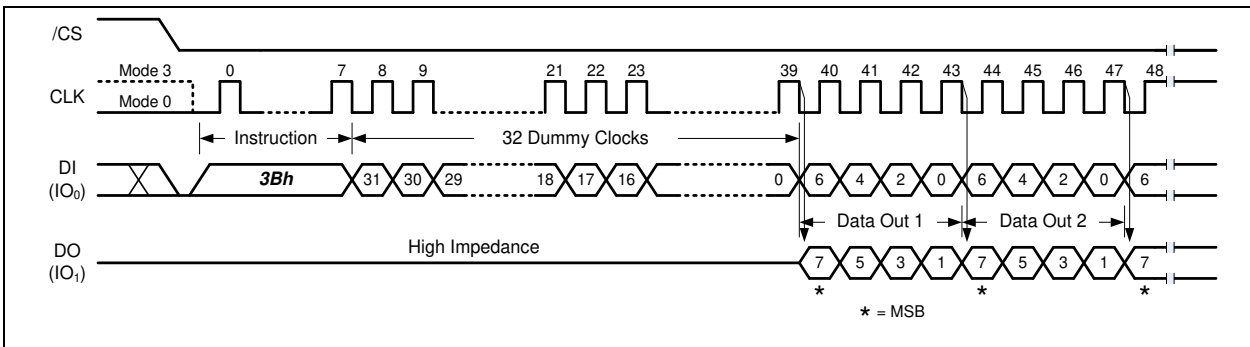 /CS
Mode 3 0 7 8 9 21 22 23 39 40 41 42 43 44 45 46 47 48
CLK
Mode 0
Instruction 32 Dummy Clocks
DI
(IO₀)
3Bh 31 30 29 18 17 16 0 6 4 2 0 6 4 2 0 6
Data Out 1 Data Out 2
High Impedance
DO
(IO₁)
7 5 3 1 7 5 3 1 7
* * *
* = MSB